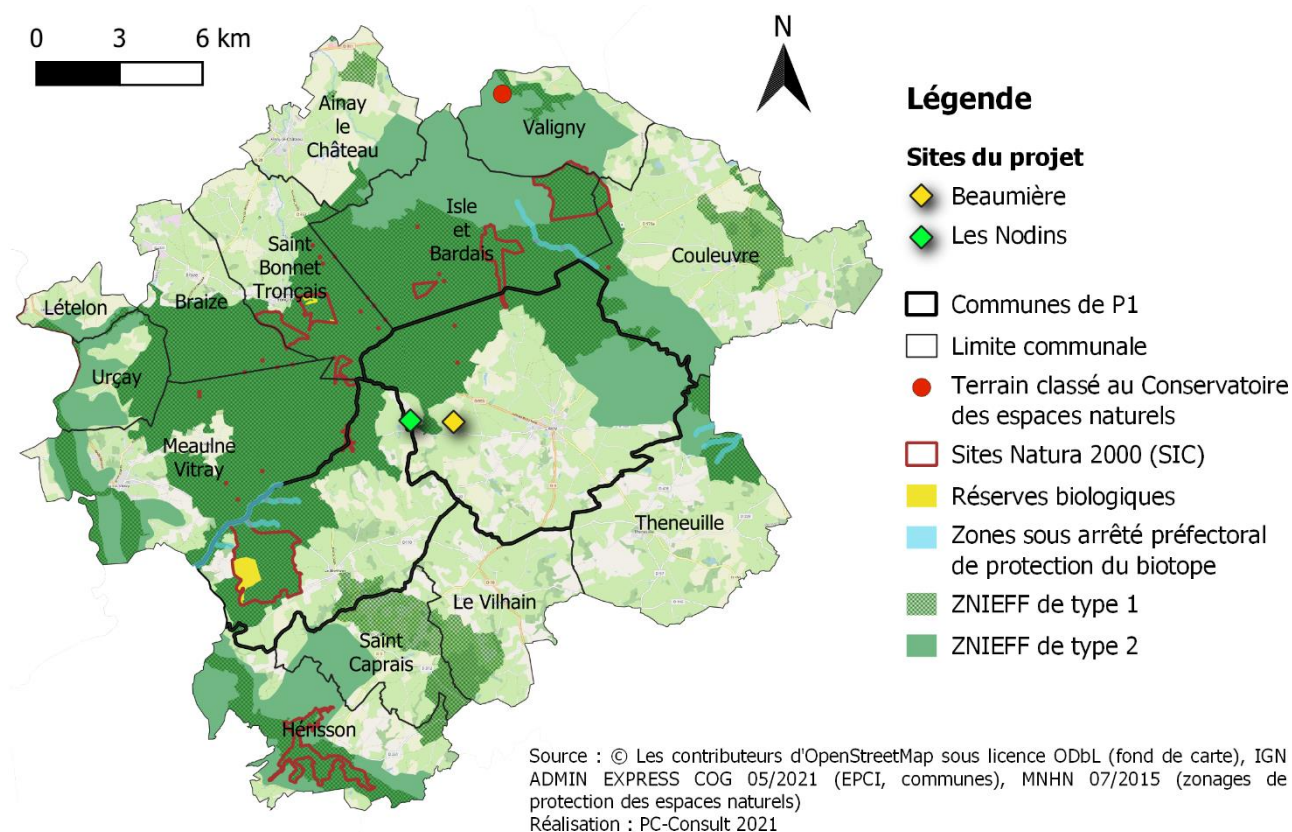 0 3 6 km
N
Ainay
le
Château
Valigny
Isle
et
Bardais
Saint
Bonnet
Tronçais
Couleuvre
Braize
Lételon
Urçay
Meaulne
Vitray
Theneuille
Le Vilhain
Saint
Caprais
Hérisson
Légende
Sites du projet
Beaumière
Les Nodins
Communes de P1
Limite communale
Terrain classé au Conservatoire
des espaces naturels
Sites Natura 2000 (SIC)
Réserves biologiques
Zones sous arrêté préfectoral
de protection du biotope
ZNIEFF de type 1
ZNIEFF de type 2
Source : © Les contributeurs d'OpenStreetMap sous licence ODbL (fond de carte), IGN
ADMIN EXPRESS COG 05/2021 (EPCI, communes), MNHN 07/2015 (zonages de
protection des espaces naturels)
Réalisation : PC-Consult 2021